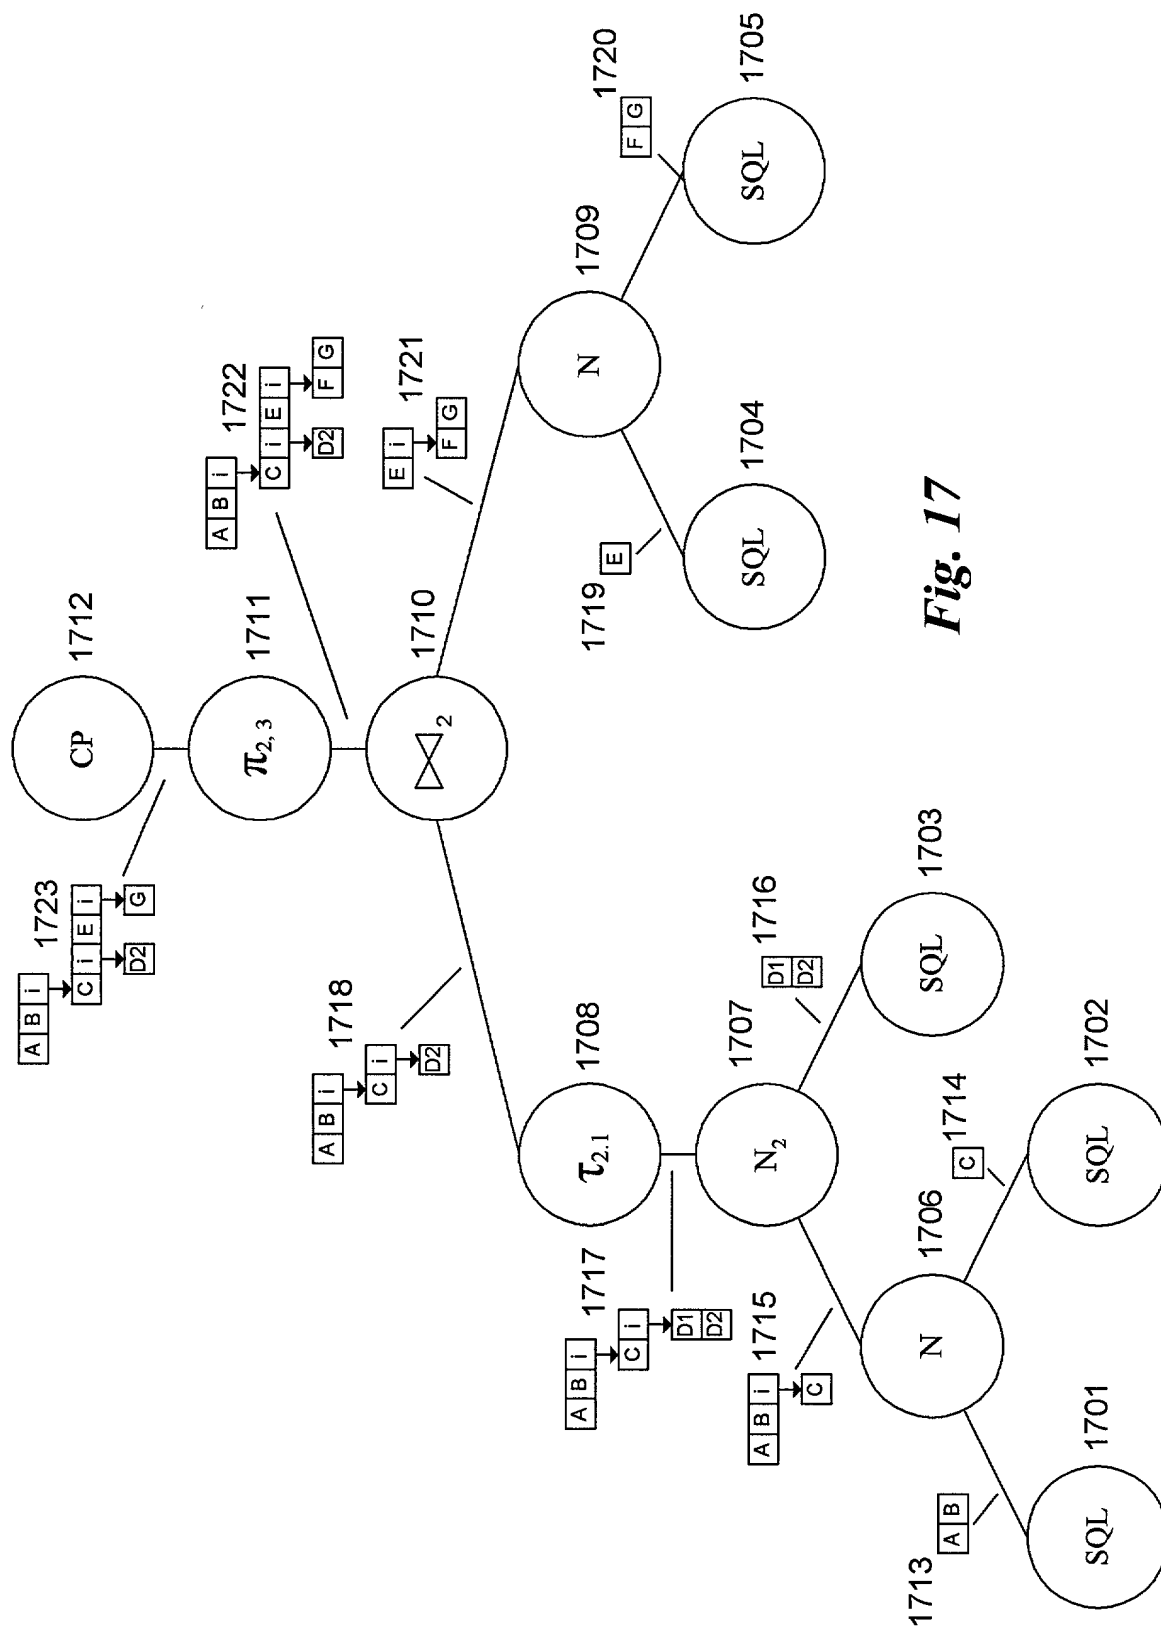 1712
CP
1723
A B i
C i E i
D2 G
1711
π2, 3
1722
A B i
C i E i
D2 F G
1710
⋈2
1718
A B i
C i
D2
1721
E i
F G
1708
τ2.1
1709
N
1717
A B i
C i
D1
D2
1707
N2
1720
F G
1719
E
1716
D1
D2
1704
SQL
1705
SQL
1715
A B i
C
1706
N
1703
SQL
1714
C
1713
A B
1701
SQL
1702
SQL
Fig. 17